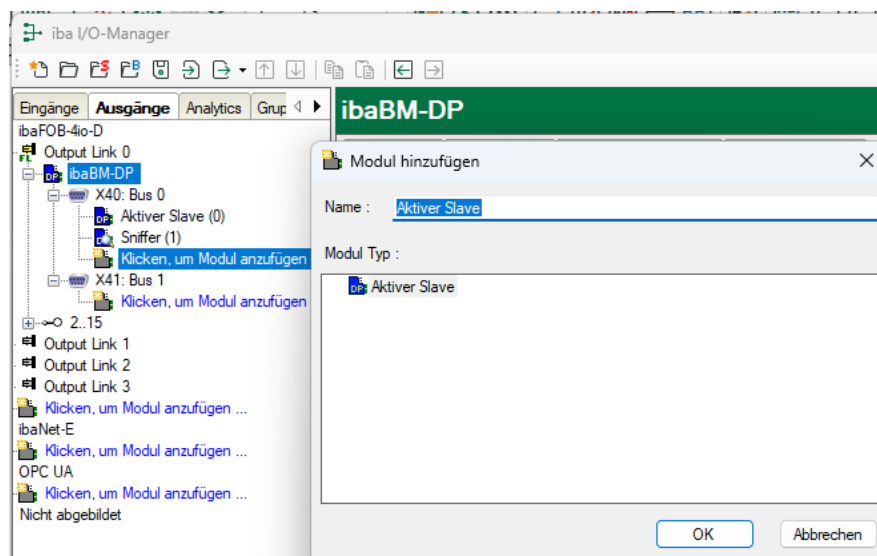 iba I/O-Manager
Eingänge Ausgänge Analytics Grup
ibaBM-DP
ibaFOB-4io-D
Output Link 0
ibaBM-DP
X40: Bus 0
Aktiver Slave (0)
Sniffer (1)
Klicken, um Modul anzufügen
X41: Bus 1
Klicken, um Modul anzufügen
2..15
Output Link 1
Output Link 2
Output Link 3
Klicken, um Modul anzufügen ...
ibaNet-E
Klicken, um Modul anzufügen ...
OPC UA
Klicken, um Modul anzufügen ...
Nicht abgebildet
Modul hinzufügen
Name : Aktiver Slave
Modul Typ :
DP Aktiver Slave
OK Abbrechen